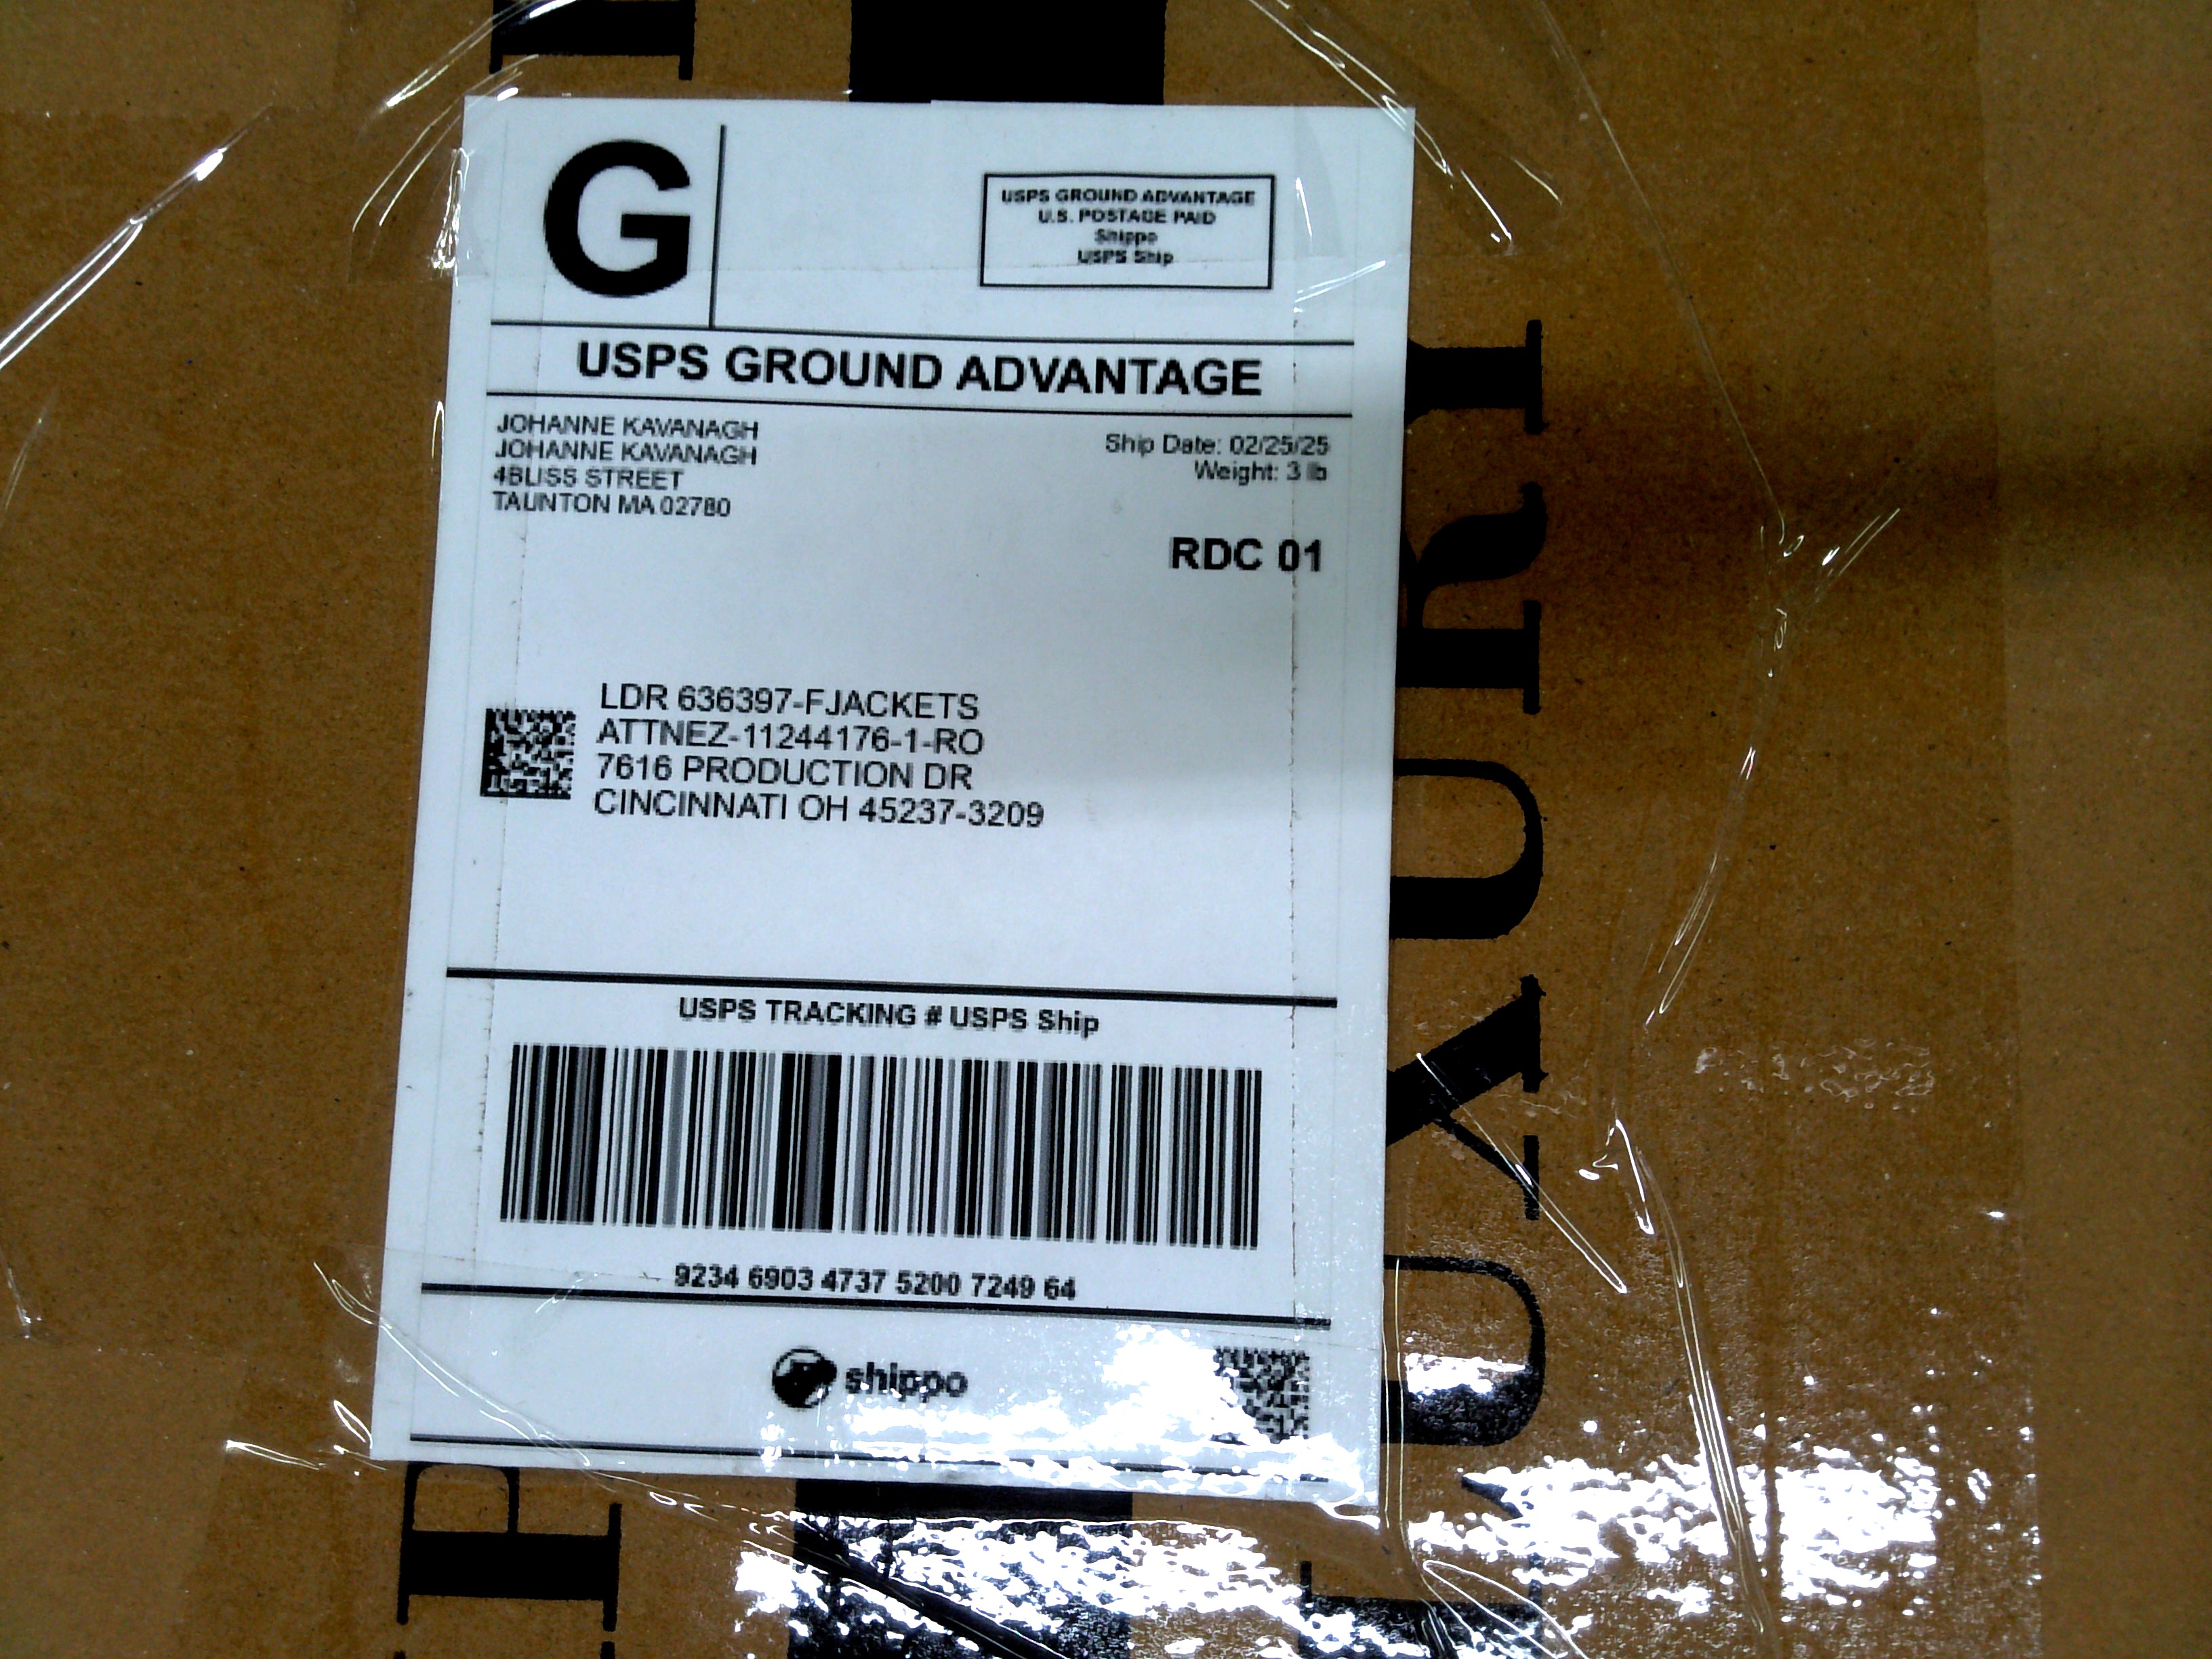 G
USPS GROUND ADVANTAGE
U.S. POSTAGE PAID
Shippo
USPS Ship
USPS GROUND ADVANTAGE
JOHANNE KAVANAGH
JOHANNE KAVANAGH
4BLISS STREET
TAUNTON MA 02780
Ship Date: 02/25/25
Weight: 3 lb
RDC 01
LDR 636397-FJACKETS
ATTNEZ-11244176-1-RO
7616 PRODUCTION DR
CINCINNATI OH 45237-3209
USPS TRACKING # USPS Ship
9234 6903 4737 5200 7249 64
shippo